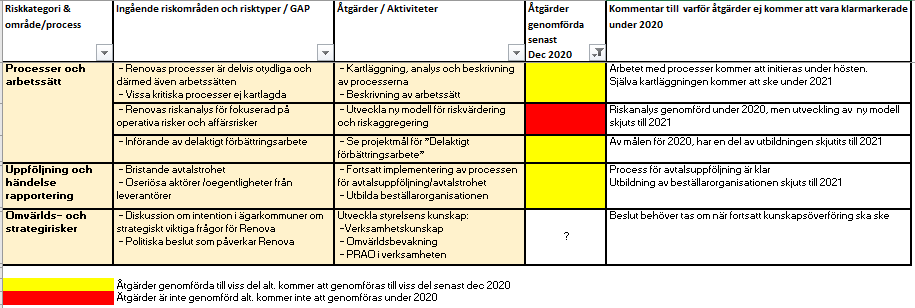 Riskkategori &
område/process
Ingående riskområden och risktyper / GAP
Åtgärder / Aktiviteter
Åtgärder
genomförda
senast
Dec 2020
Kommentar till varför åtgärder ej kommer att vara klarmarkerade
under 2020
Processer och
arbetssätt
- Renovas processer är delvis otydliga och
därmed även arbetssätten
- Vissa kritiska processer ej kartlagda
- Kartläggning, analys och beskrivning
av processerna
- Beskrivning av arbetssätt
Arbetet med processer kommer att initieras under hösten.
Själva kartläggningen kommer att ske under 2021
- Renovas riskanalys för fokuserad på
operativa risker och affärsrisker
- Utveckla ny modell för riskvärdering
och riskaggregering
Riskanalys genomförd under 2020, men utveckling av ny modell
skjuts till 2021
- Införande av delaktigt förbättringsarbete
- Se projektmål för "Delaktigt
förbättringsarbete"
Av målen för 2020, har en del av utbildningen skjutits till 2021
Uppföljning och
händelse
rapportering
- Bristande avtalstrohet
- Oseriösa aktörer /oegentligheter från
leverantörer
- Fortsatt implementering av processen
för avtalsuppföljning/avtalstrohet
- Utbilda beställarorganisationen
Process för avtalsuppföljning är klar
Utbildning av beställarorganisationen skjuts till 2021
Omvärlds- och
strategirisker
- Diskussion om intention i ägarkommuner om
strategiskt viktiga frågor för Renova
- Politiska beslut som påverkar Renova
Utveckla styrelsens kunskap:
-Verksamhetskunskap
- Omvärldsbevakning
- PRAO i verksamheten
?
Beslut behöver tas om när fortsatt kunskapsöverföring ska ske
Åtgärder genomförda till viss del alt. kommer att genomföras till viss del senast dec 2020
Åtgärder är inte genomförd alt. kommer inte att genomföras under 2020